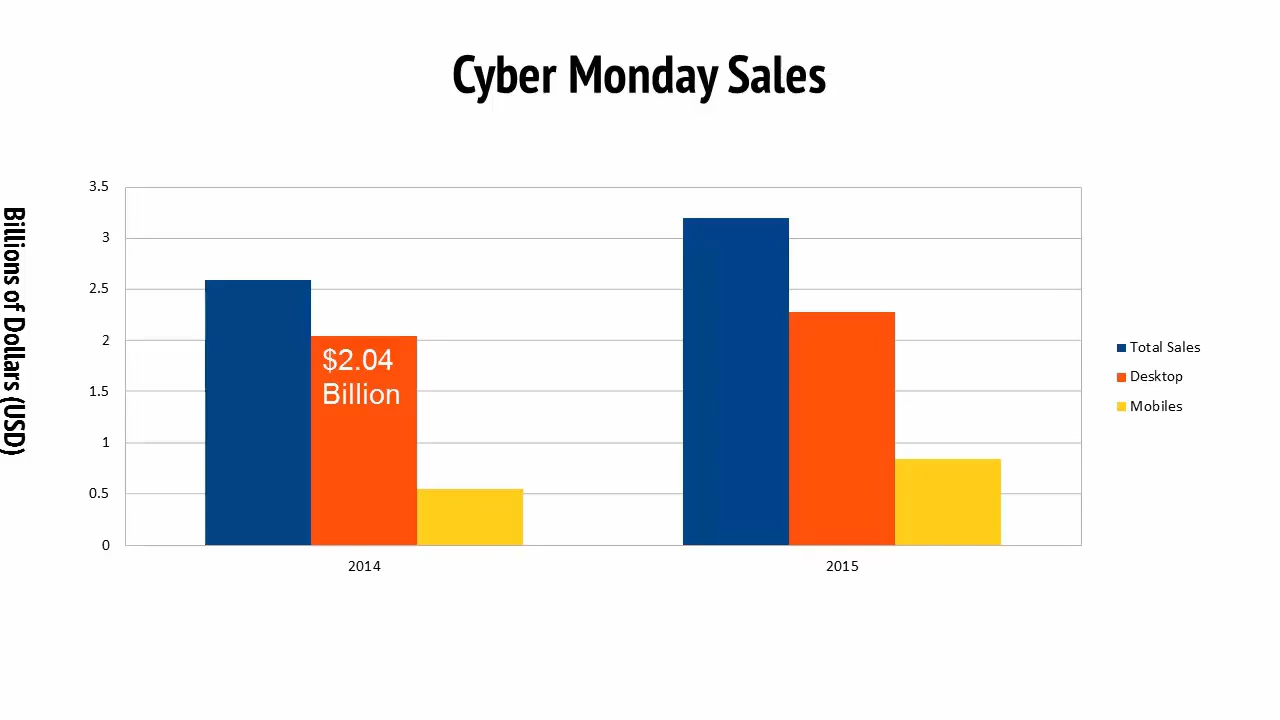 Cyber Monday Sales
Billions of Dollars (USD)
3.5
3
2.5
2
1.5
1
0.5
0
$2.04
Billion
2014
2015
Total Sales
Desktop
Mobiles